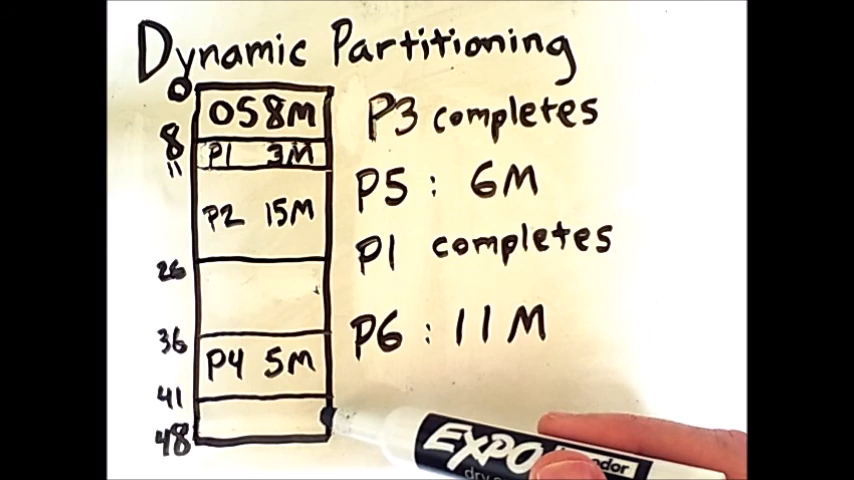 Dynamic Partitioning
0
OS 8M
P3 completes
8
P1 3M
11
P5 : 6M
P2 15M
P1 completes
26
36
P6 : 11M
P4 5M
41
48
EXPO
dry